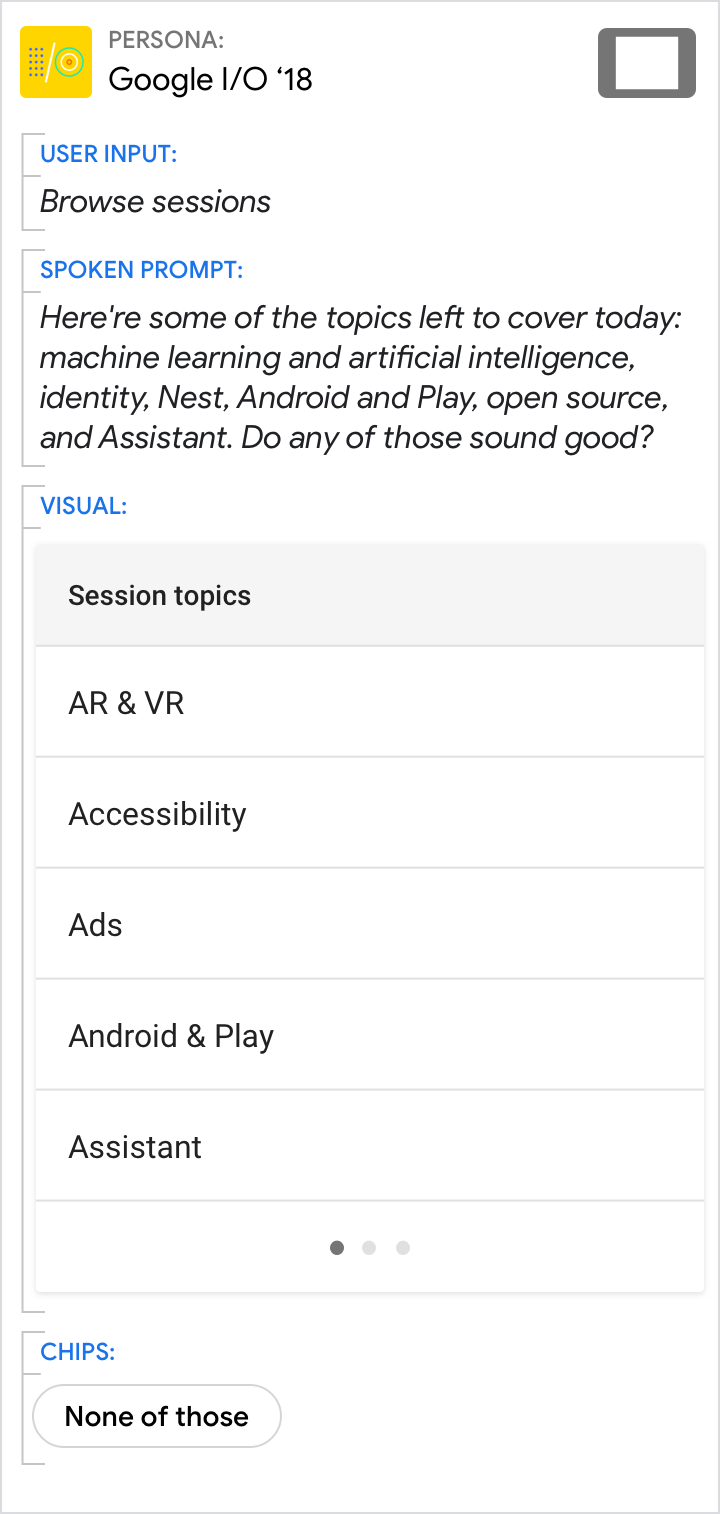 PERSONA:
Google I/O ‘18
USER INPUT:
Browse sessions
SPOKEN PROMPT:
Here're some of the topics left to cover today:
machine learning and artificial intelligence,
identity, Nest, Android and Play, open source,
and Assistant. Do any of those sound good?
VISUAL:
Session topics
AR & VR
Accessibility
Ads
Android & Play
Assistant
CHIPS:
None of those